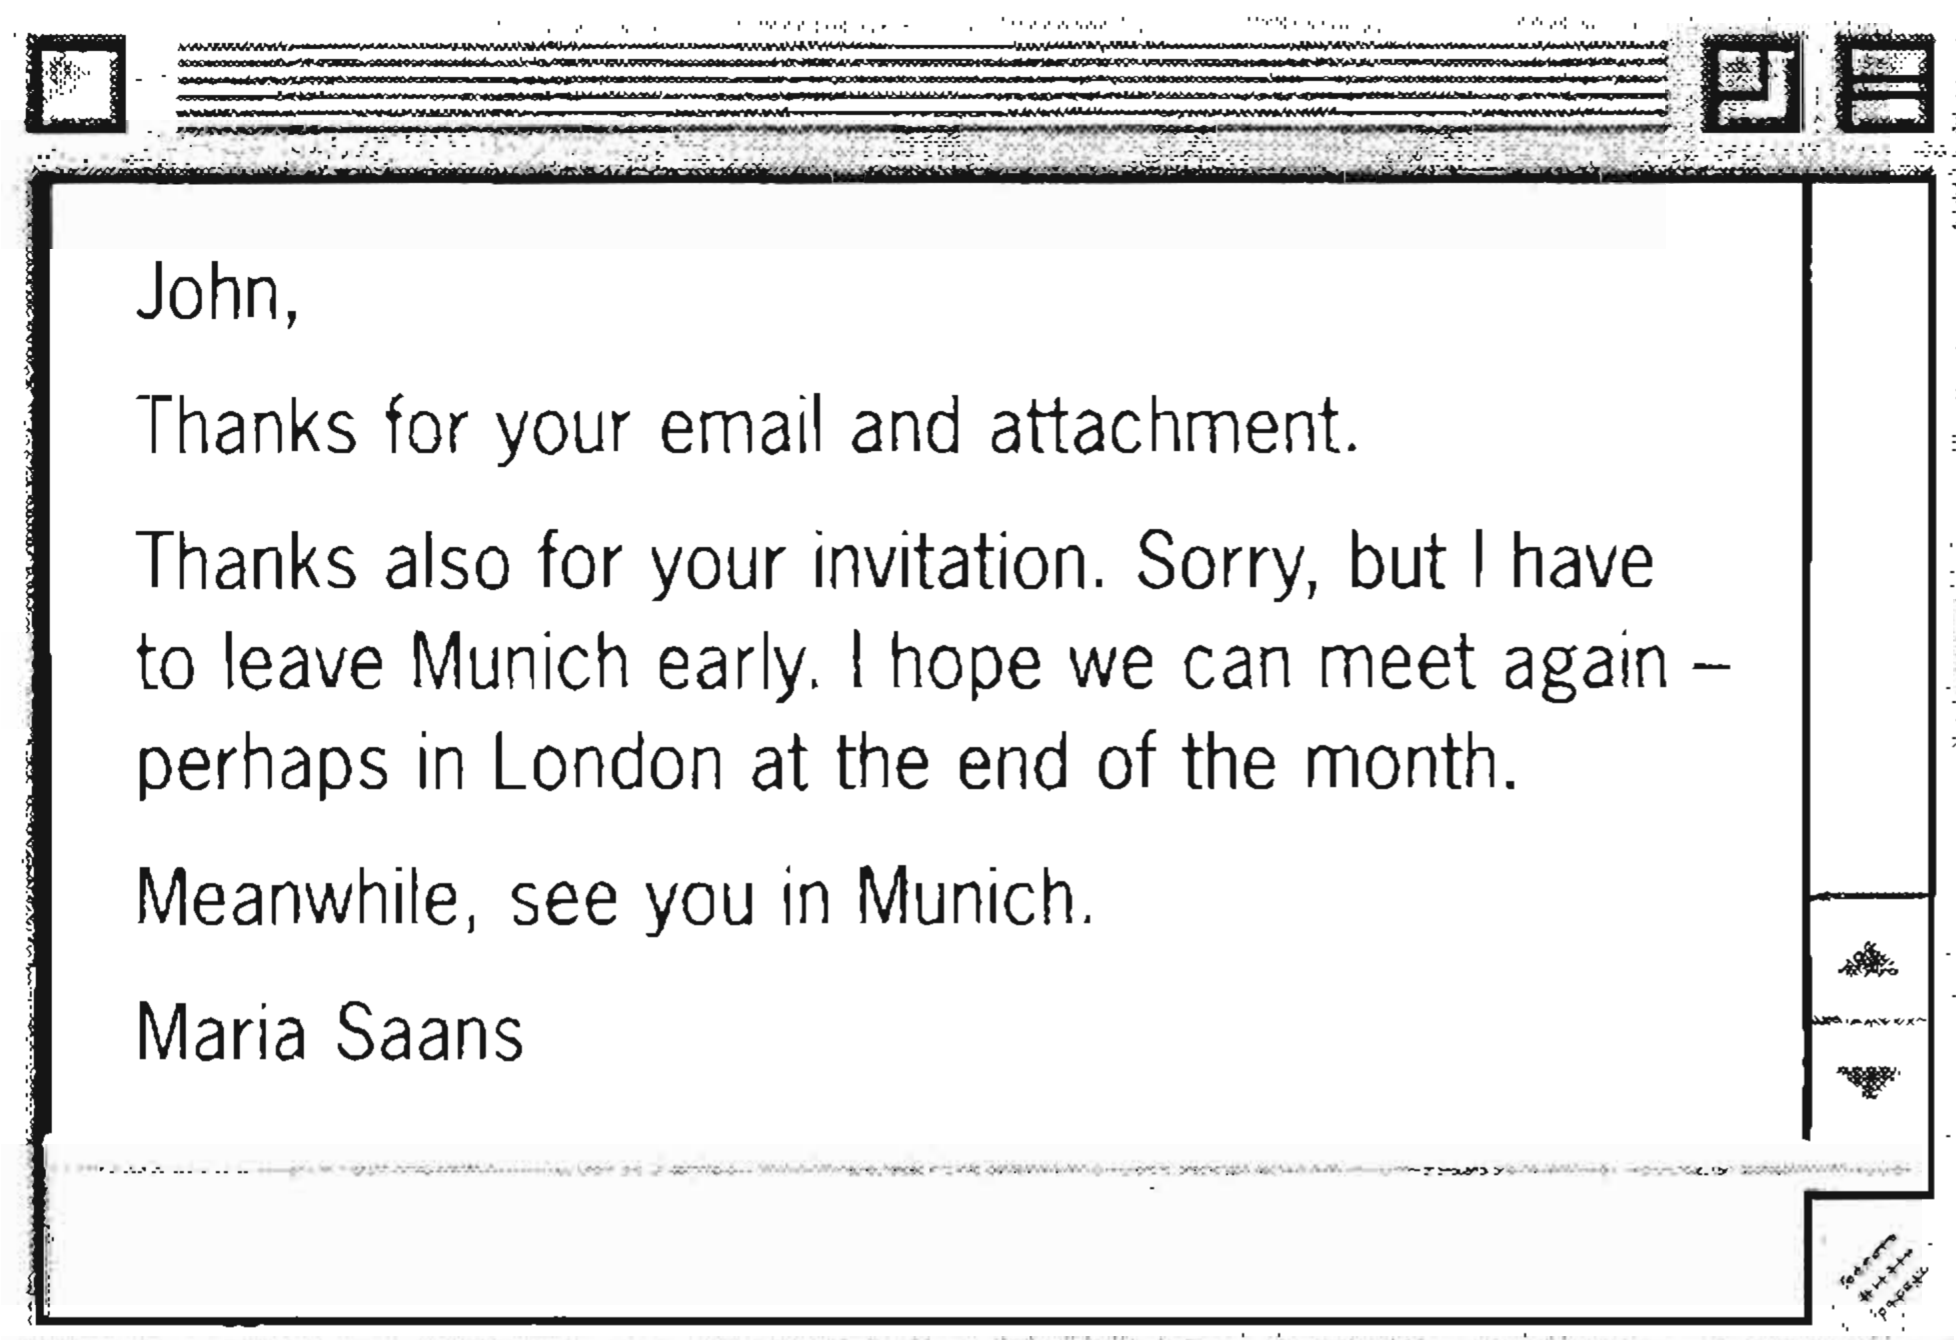 John,
Thanks for your email and attachment.
Thanks also for your invitation. Sorry, but I have
to leave Munich early. I hope we can meet again –
perhaps in London at the end of the month.
Meanwhile, see you in Munich.
Maria Saans